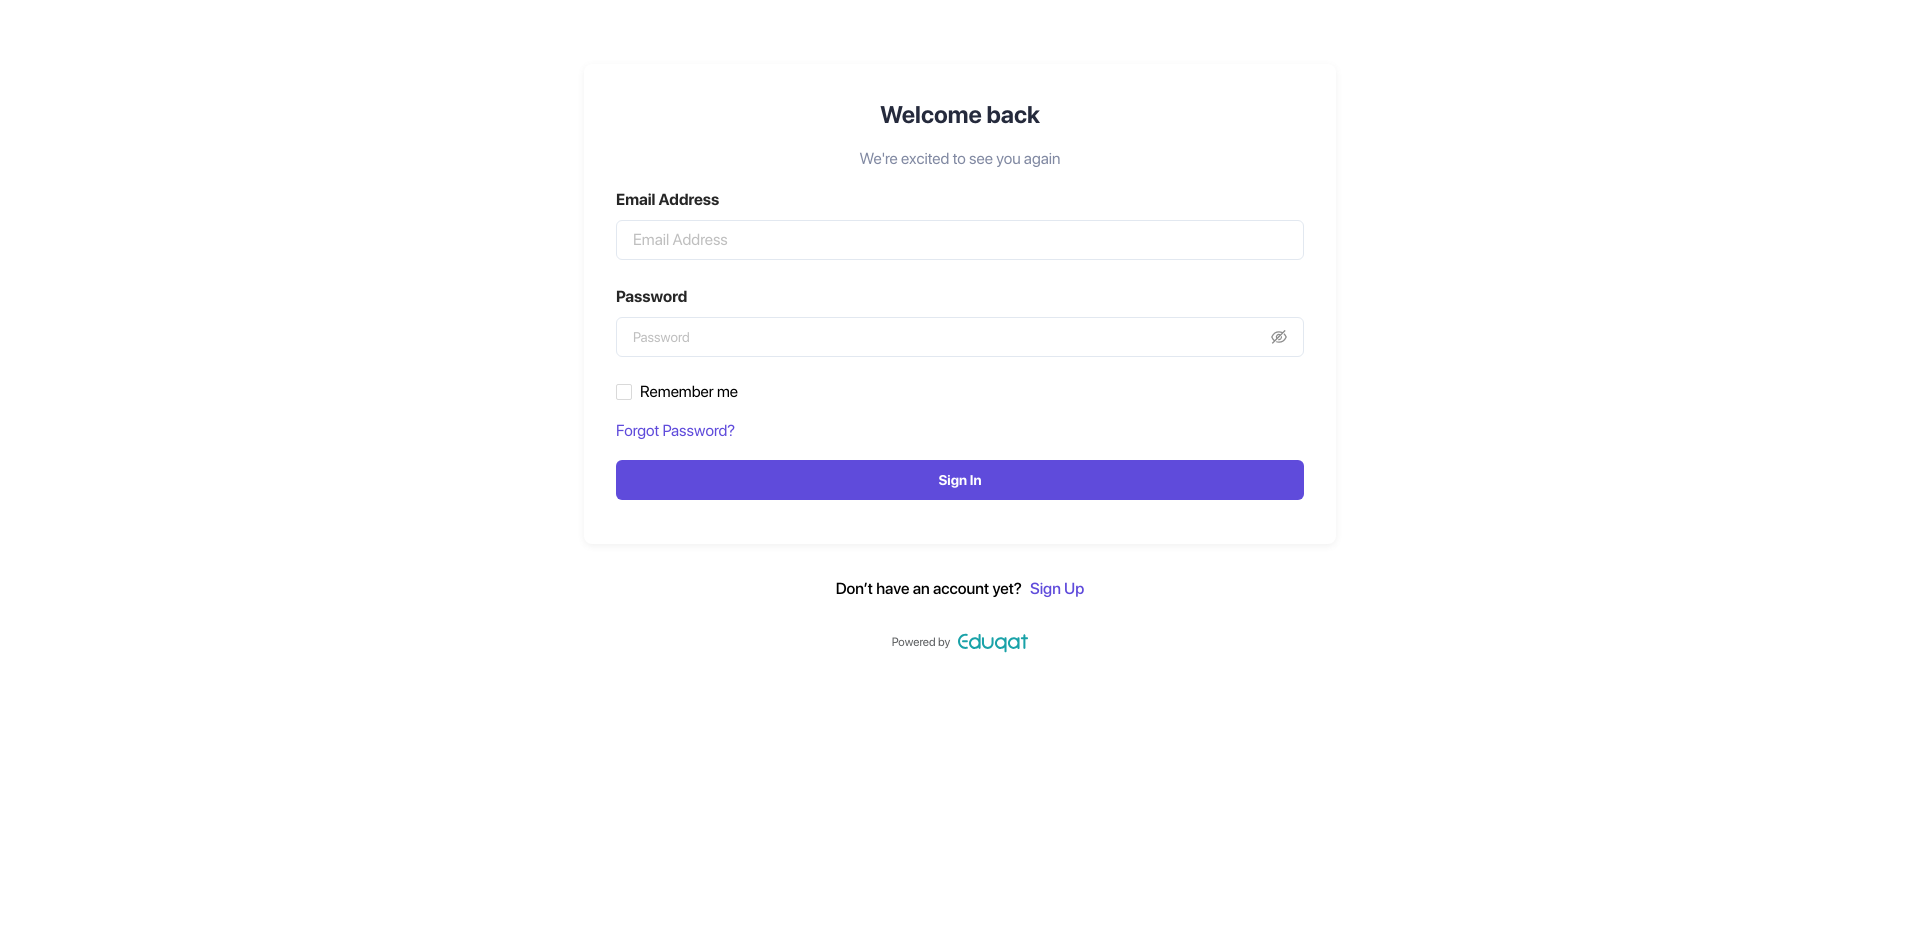 Welcome back
We're excited to see you again
Email Address
Email Address
Password
Password
Remember me
Forgot Password?
Sign In
Don’t have an account yet? Sign Up
Powered by Eduqat